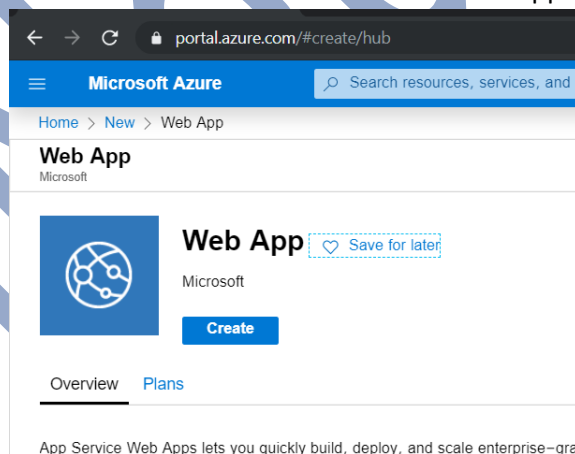 portal.azure.com/#create/hub
Microsoft Azure
Search resources, services, and
Home > New > Web App
Web App
Microsoft
Web App
Save for later
Microsoft
Create
Overview Plans
App Service Web Apps lets you quickly build, deploy, and scale enterprise-gra